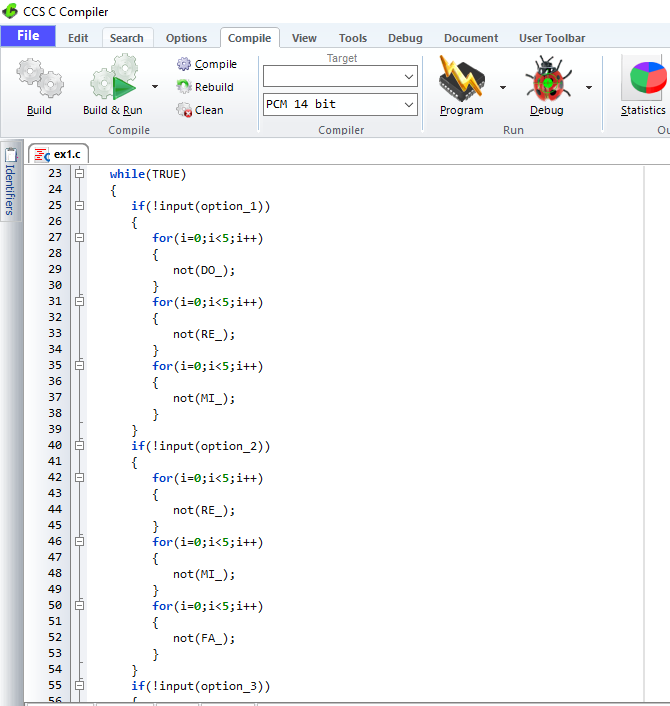 CCS C Compiler
File Edit Search Options Compile View Tools Debug Document User Toolbar
Build
Build & Run
Compile
Rebuild
Clean
Compile
Target
PCM 14 bit
Compiler
Program
Debug
Run
Statistics
Ou
Identifiers
ex1.c
23 while(TRUE)
24 {
25 if(!input(option_1))
26 {
27 for(i=0;i<5;i++)
28 {
29 not(DO_);
30 }
31 for(i=0;i<5;i++)
32 {
33 not(RE_);
34 }
35 for(i=0;i<5;i++)
36 {
37 not(MI_);
38 }
39 }
40 if(!input(option_2))
41 {
42 for(i=0;i<5;i++)
43 {
44 not(RE_);
45 }
46 for(i=0;i<5;i++)
47 {
48 not(MI_);
49 }
50 for(i=0;i<5;i++)
51 {
52 not(FA_);
53 }
54 }
55 if(!input(option_3))
56 {